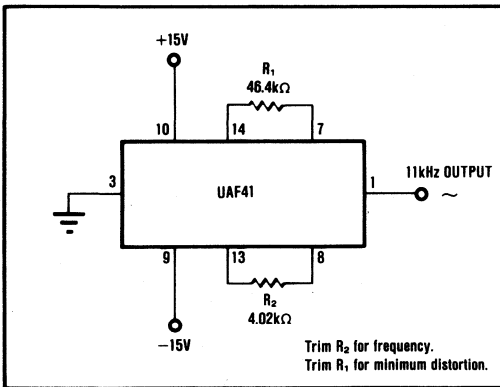 +15V
R₁
46.4kΩ
10
14
7
3
UAF41
1
11kHz OUTPUT
~
9
13
8
R₂
4.02kΩ
−15V
Trim R₂ for frequency.
Trim R₁ for minimum distortion.